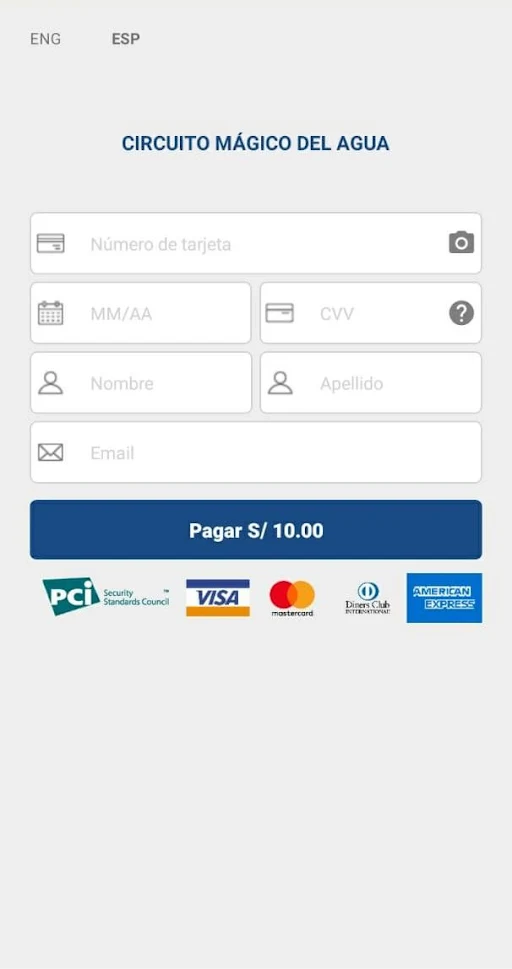 ENG ESP
CIRCUITO MÁGICO DEL AGUA
Número de tarjeta
MM/AA CVV ?
Nombre Apellido
Email
Pagar S/ 10.00
PCi Security Standards Council ™ VISA mastercard. Diners Club INTERNATIONAL AMERICAN EXPRESS